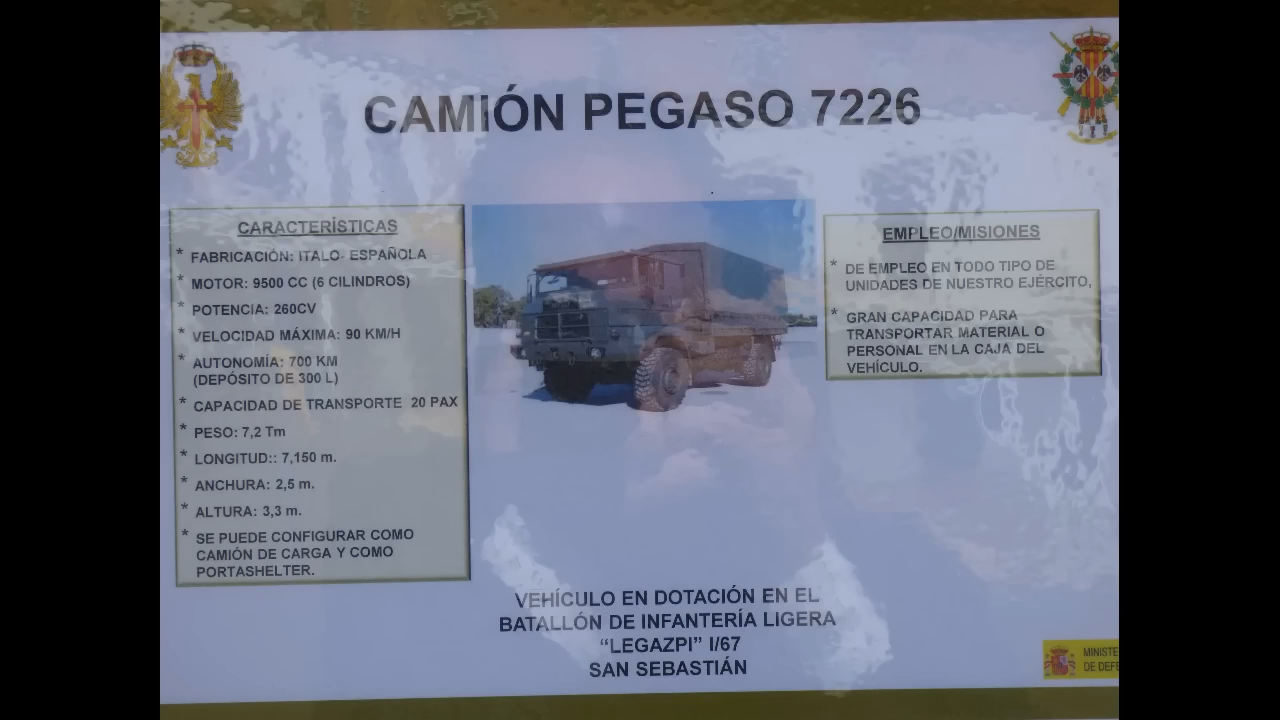 CAMIÓN PEGASO 7226
CARACTERÍSTICAS
* FABRICACIÓN: ITALO- ESPAÑOLA
* MOTOR: 9500 CC (6 CILINDROS)
* POTENCIA: 260CV
* VELOCIDAD MÁXIMA: 90 KM/H
* AUTONOMÍA: 700 KM
(DEPÓSITO DE 300 L)
* CAPACIDAD DE TRANSPORTE 20 PAX
* PESO: 7,2 Tm
* LONGITUD:: 7,150 m.
* ANCHURA: 2,5 m.
* ALTURA: 3,3 m.
* SE PUEDE CONFIGURAR COMO
CAMIÓN DE CARGA Y COMO
PORTASHELTER.
EMPLEO/MISIONES
* DE EMPLEO EN TODO TIPO DE
UNIDADES DE NUESTRO EJÉRCITO,
* GRAN CAPACIDAD PARA
TRANSPORTAR MATERIAL O
PERSONAL EN LA CAJA DEL
VEHÍCULO.
VEHÍCULO EN DOTACIÓN EN EL
BATALLÓN DE INFANTERÍA LIGERA
“LEGAZPI” I/67
SAN SEBASTIÁN
MINISTE
DE DEFE